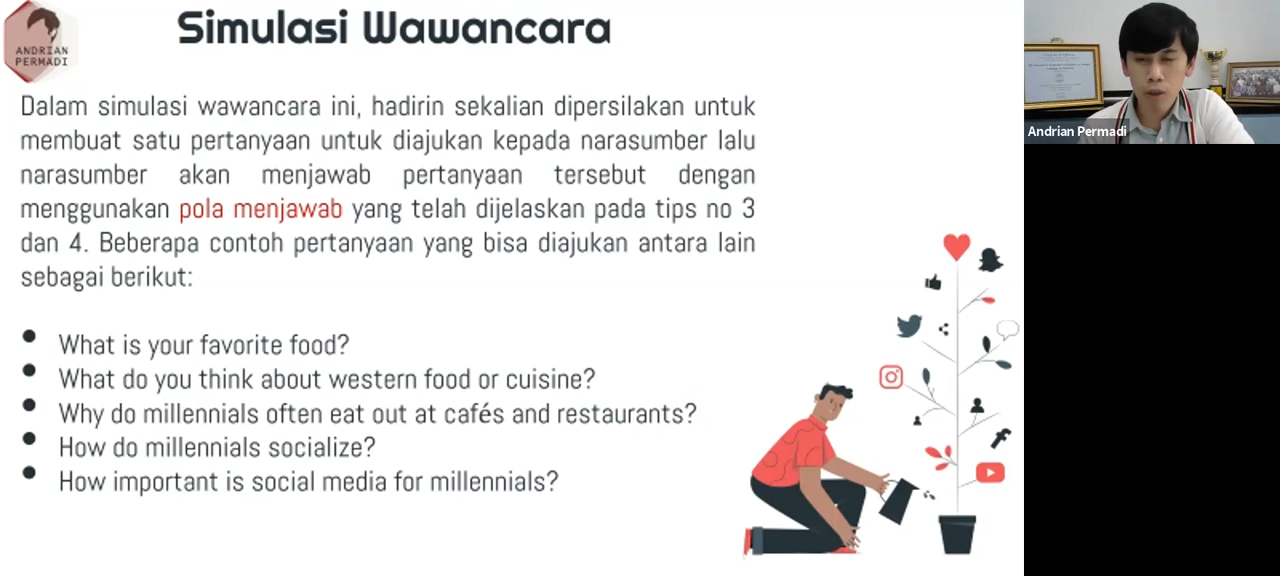 ANDRIAN
PERMADI
Simulasi Wawancara
Dalam simulasi wawancara ini, hadirin sekalian dipersilakan untuk
membuat satu pertanyaan untuk diajukan kepada narasumber lalu
narasumber akan menjawab pertanyaan tersebut dengan
menggunakan pola menjawab yang telah dijelaskan pada tips no 3
dan 4. Beberapa contoh pertanyaan yang bisa diajukan antara lain
sebagai berikut:
What is your favorite food?
What do you think about western food or cuisine?
Why do millennials often eat out at cafés and restaurants?
How do millennials socialize?
How important is social media for millennials?
Andrian Permadi